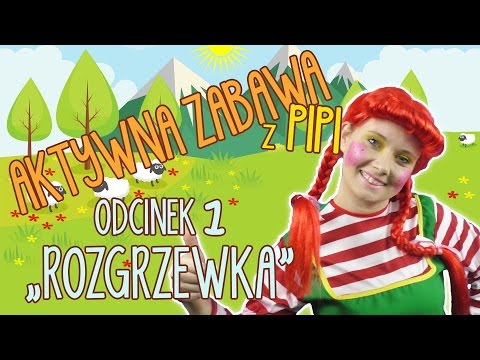 AKTYWNA ZABAWA
z PIPI
ODCINEK 1
„ROZGRZEWKA”